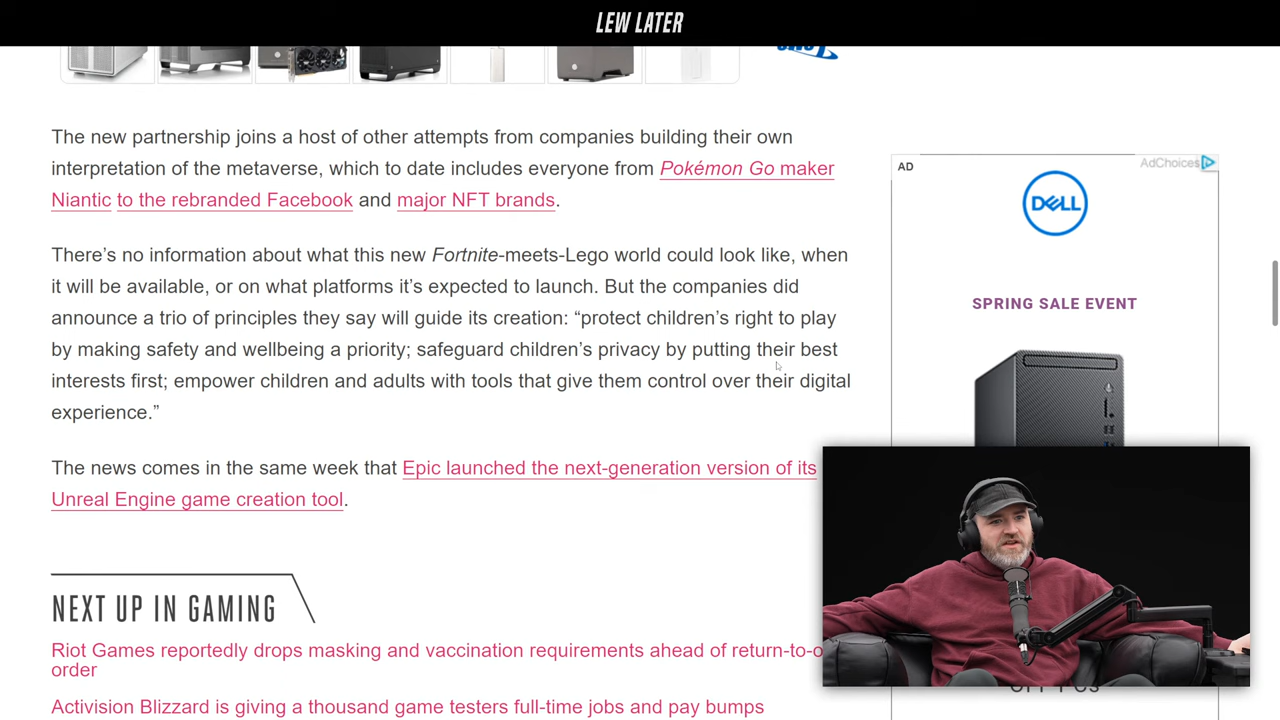 LEW LATER
The new partnership joins a host of other attempts from companies building their own
interpretation of the metaverse, which to date includes everyone from Pokémon Go maker
Niantic to the rebranded Facebook and major NFT brands.
There’s no information about what this new Fortnite-meets-Lego world could look like, when
it will be available, or on what platforms it’s expected to launch. But the companies did
announce a trio of principles they say will guide its creation: “protect children’s right to play
by making safety and wellbeing a priority; safeguard children’s privacy by putting their best
interests first; empower children and adults with tools that give them control over their digital
experience.”
The news comes in the same week that Epic launched the next-generation version of its
Unreal Engine game creation tool.
NEXT UP IN GAMING
Riot Games reportedly drops masking and vaccination requirements ahead of return-to-o
order
Activision Blizzard is giving a thousand game testers full-time jobs and pay bumps
AD
AdChoices
DELL
SPRING SALE EVENT